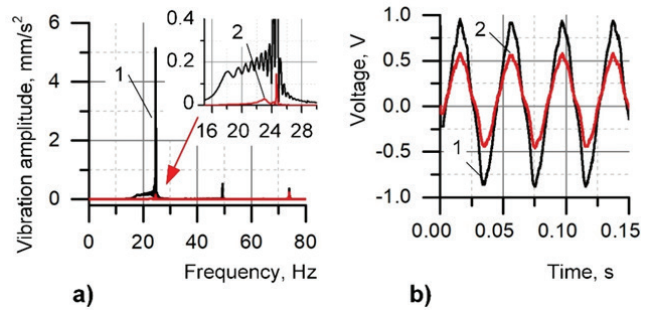 6
4
2
0
0 20 40 60 80
Vibration amplitude, mm/s²
Frequency, Hz
1
0.4
0.2
0
16 20 24 28
2
a)
1.0
0.5
0.0
-0.5
-1.0
0.00 0.05 0.10 0.15
Voltage, V
Time, s
2
1
b)